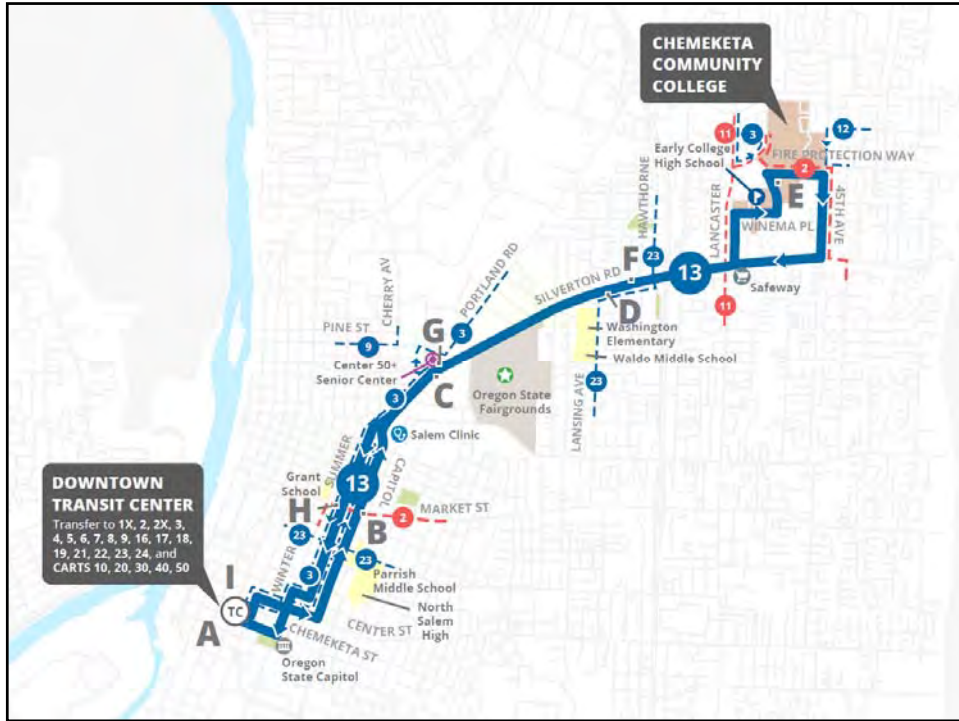 CHEMEKETA
COMMUNITY
COLLEGE
11
3
12
Early College
High School
FIRE PROTECTION WAY
2
P
E
WINEMA PL
45TH AVE
LANCASTER
HAWTHORNE
F
23
13
SILVERTON RD
Safeway
11
D
Washington
Elementary
Waldo Middle School
23
LANSING AVE
CHERRY AV
PORTLAND RD
PINE ST
9
G
3
Center 50+
Senior Center
C
3
Oregon State
Fairgrounds
Salem Clinic
SUMMER
CAPITOL
13
Grant
School
H
2
MARKET ST
B
23
WINTER
23
3
Parrish
Middle School
North
Salem
High
DOWNTOWN
TRANSIT CENTER
Transfer to 1X, 2, 2X, 3,
4, 5, 6, 7, 8, 9, 16, 17, 18,
19, 21, 22, 23, 24, and
CARTS 10, 20, 30, 40, 50
I
TC
A
CENTER ST
CHEMEKETA ST
Oregon
State Capitol